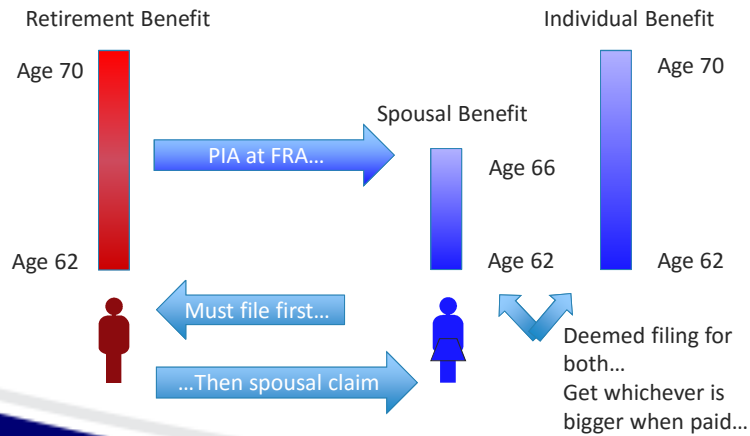 Retirement Benefit
Individual Benefit
Age 70
Age 70
Spousal Benefit
PIA at FRA…
Age 66
Age 62
Age 62
Age 62
Must file first…
…Then spousal claim
Deemed filing for
both…
Get whichever is
bigger when paid…